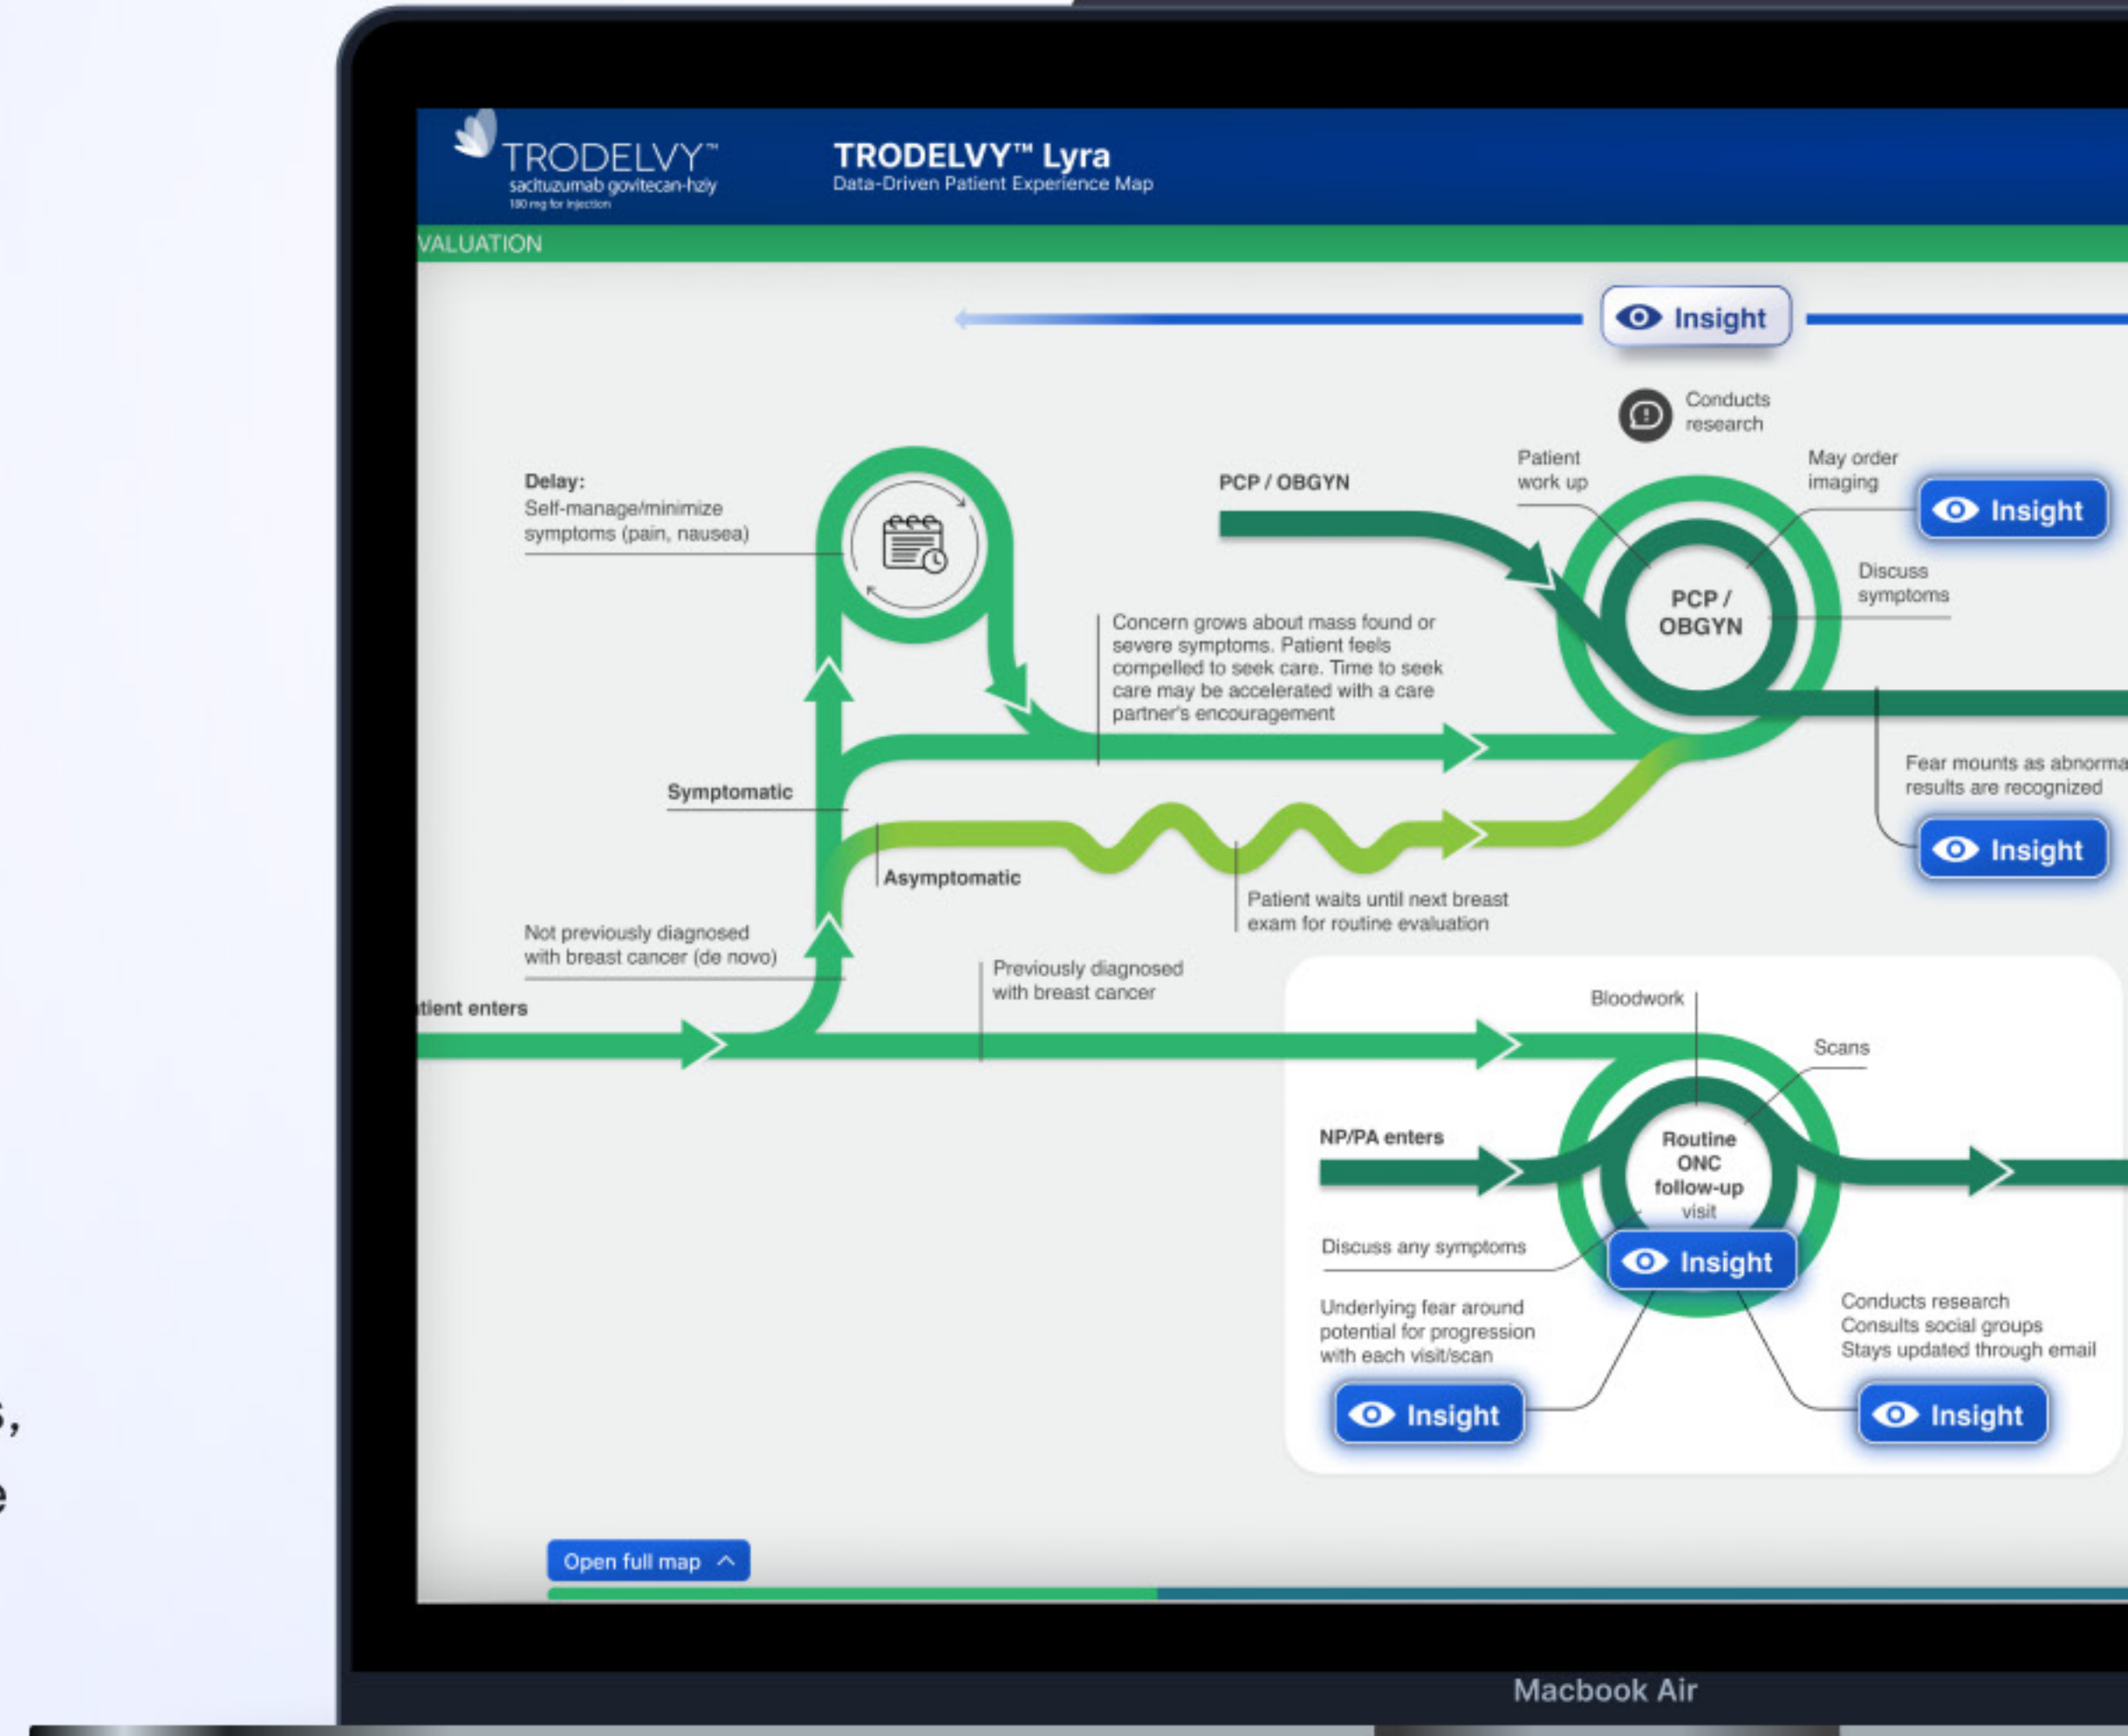 TRODELVY™
sacituzumab govitecan-hziy
180 mg for injection
TRODELVY™ Lyra
Data-Driven Patient Experience Map
VALUATION
Insight
Conducts
research
Delay:
Self-manage/minimize
symptoms (pain, nausea)
PCP / OBGYN
Patient
work up
May order
imaging
Insight
PCP /
OBGYN
Discuss
symptoms
Concern grows about mass found or
severe symptoms. Patient feels
compelled to seek care. Time to seek
care may be accelerated with a care
partner's encouragement
Symptomatic
Fear mounts as abnorma
results are recognized
Insight
Asymptomatic
Patient waits until next breast
exam for routine evaluation
Not previously diagnosed
with breast cancer (de novo)
Previously diagnosed
with breast cancer
tient enters
Bloodwork
Scans
NP/PA enters
Routine
ONC
follow-up
visit
Discuss any symptoms
Insight
Underlying fear around
potential for progression
with each visit/scan
Insight
Conducts research
Consults social groups
Stays updated through email
Insight
s,
e
Open full map
Macbook Air